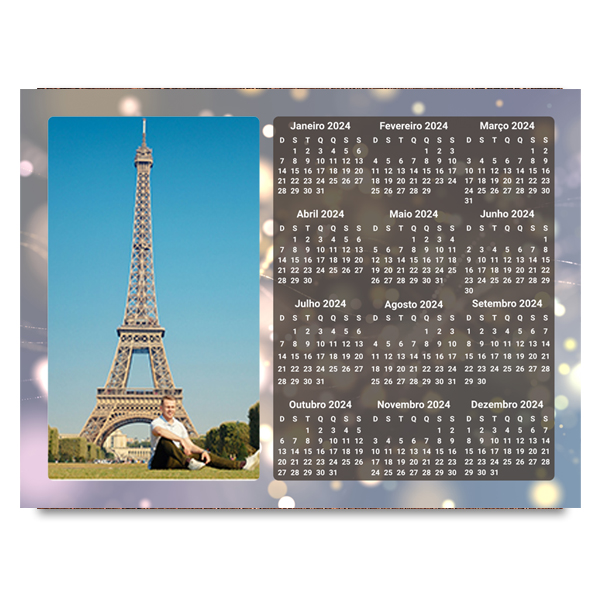 Janeiro 2024
D S T Q Q S S
1 2 3 4 5 6
7 8 9 10 11 12 13
14 15 16 17 18 19 20
21 22 23 24 25 26 27
28 29 30 31
Fevereiro 2024
D S T Q Q S S
1 2 3
4 5 6 7 8 9 10
11 12 13 14 15 16 17
18 19 20 21 22 23 24
25 26 27 28 29
Março 2024
D S T Q Q S S
1 2
3 4 5 6 7 8 9
10 11 12 13 14 15 16
17 18 19 20 21 22 23
24 25 26 27 28 29 30
31
Abril 2024
D S T Q Q S S
1 2 3 4 5 6
7 8 9 10 11 12 13
14 15 16 17 18 19 20
21 22 23 24 25 26 27
28 29 30
Maio 2024
D S T Q Q S S
1 2 3 4
5 6 7 8 9 10 11
12 13 14 15 16 17 18
19 20 21 22 23 24 25
26 27 28 29 30 31
Junho 2024
D S T Q Q S S
1
2 3 4 5 6 7 8
9 10 11 12 13 14 15
16 17 18 19 20 21 22
23 24 25 26 27 28 29
30
Julho 2024
D S T Q Q S S
1 2 3 4 5 6
7 8 9 10 11 12 13
14 15 16 17 18 19 20
21 22 23 24 25 26 27
28 29 30 31
Agosto 2024
D S T Q Q S S
1 2 3
4 5 6 7 8 9 10
11 12 13 14 15 16 17
18 19 20 21 22 23 24
25 26 27 28 29 30 31
Setembro 2024
D S T Q Q S S
1 2 3 4 5 6 7
8 9 10 11 12 13 14
15 16 17 18 19 20 21
22 23 24 25 26 27 28
29 30
Outubro 2024
D S T Q Q S S
1 2 3 4 5
6 7 8 9 10 11 12
13 14 15 16 17 18 19
20 21 22 23 24 25 26
27 28 29 30 31
Novembro 2024
D S T Q Q S S
1 2
3 4 5 6 7 8 9
10 11 12 13 14 15 16
17 18 19 20 21 22 23
24 25 26 27 28 29 30
Dezembro 2024
D S T Q Q S S
1 2 3 4 5 6 7
8 9 10 11 12 13 14
15 16 17 18 19 20 21
22 23 24 25 26 27 28
29 30 31